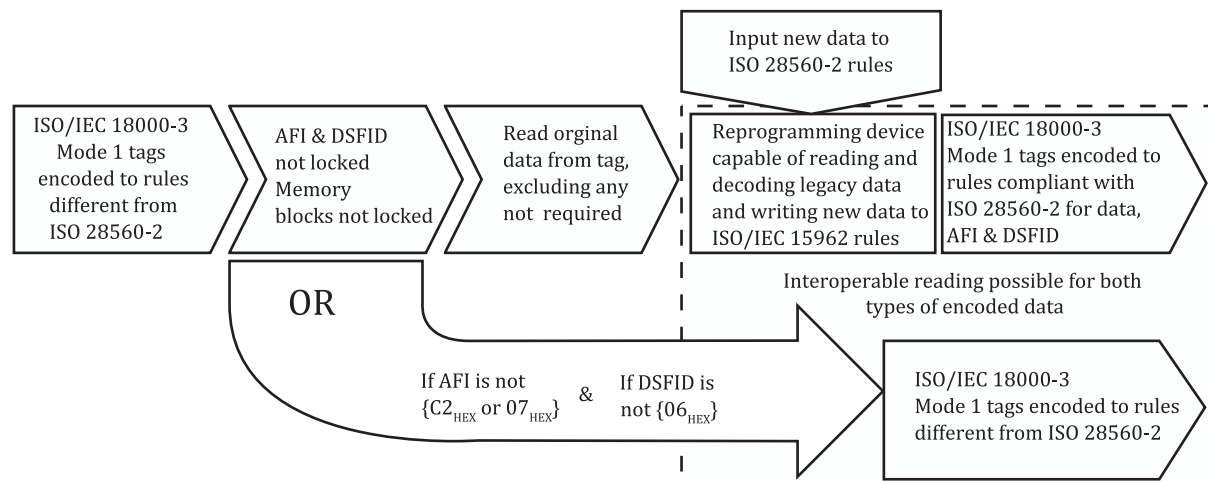 Input new data to
ISO 28560-2 rules
ISO/IEC 18000-3
Mode 1 tags
encoded to rules
different from
ISO 28560-2
AFI & DSFID
not locked
Memory
blocks not locked
Read orginal
data from tag,
excluding any
not required
Reprogramming device
capable of reading and
decoding legacy data
and writing new data to
ISO/IEC 15962 rules
ISO/IEC 18000-3
Mode 1 tags encoded to
rules compliant with
ISO 28560-2 for data,
AFI & DSFID
OR
Interoperable reading possible for both
types of encoded data
If AFI is not
{C2HEX or 07HEX}
&
If DSFID is
not {06HEX}
ISO/IEC 18000-3
Mode 1 tags encoded to rules
different from ISO 28560-2